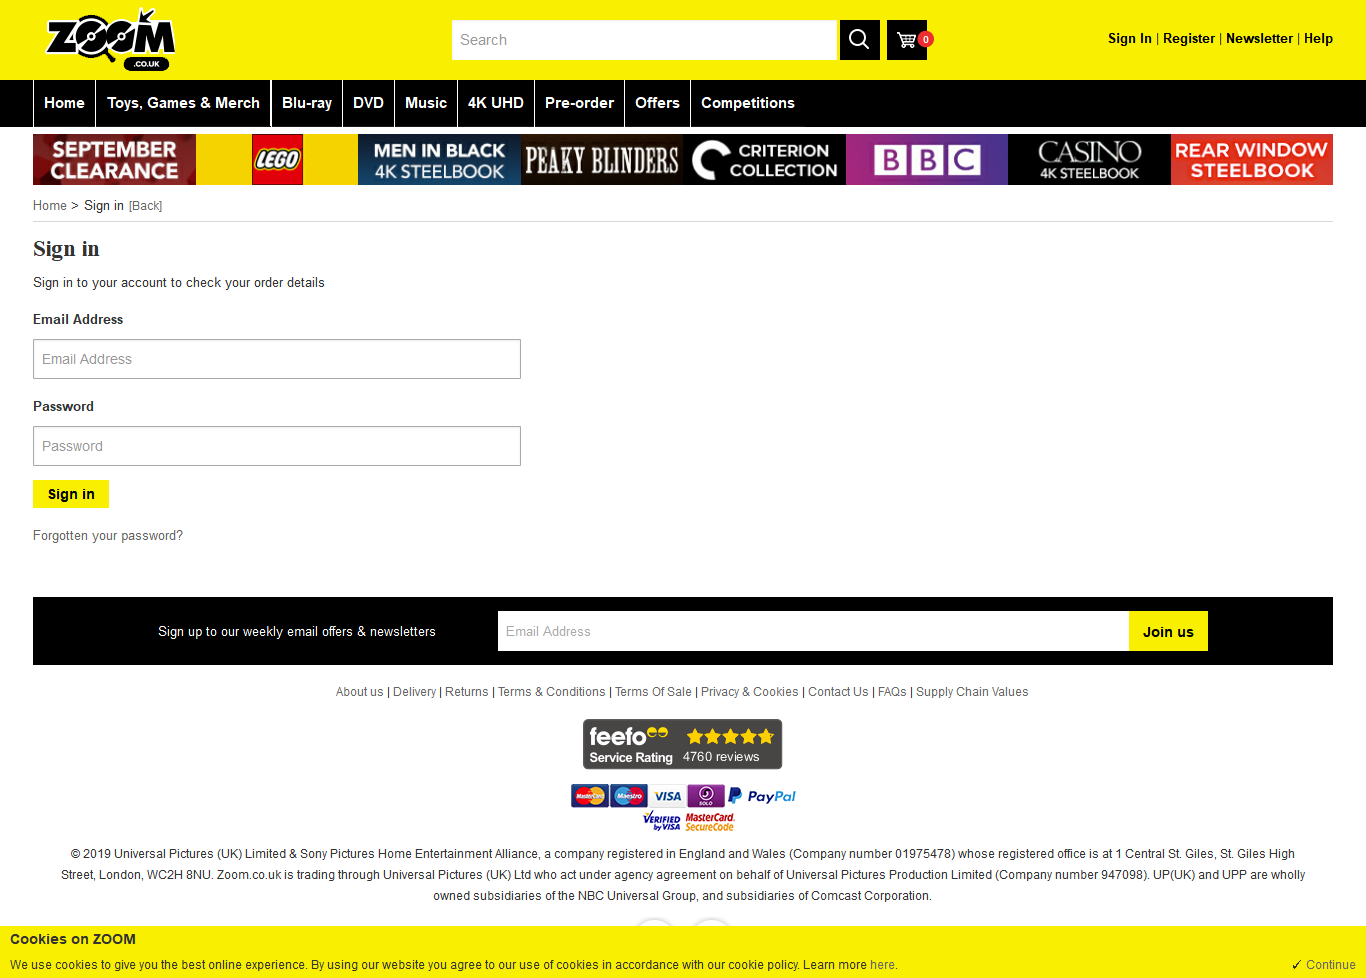 ZOOM
.CO.UK
Search
0
Sign In | Register | Newsletter | Help
Home
Toys, Games & Merch
Blu-ray
DVD
Music
4K UHD
Pre-order
Offers
Competitions
SEPTEMBER
CLEARANCE
LEGO
MEN IN BLACK
4K STEELBOOK
PEAKY BLINDERS
CRITERION
COLLECTION
BBC
CASINO
4K STEELBOOK
REAR WINDOW
STEELBOOK
Home > Sign in [Back]
Sign in
Sign in to your account to check your order details
Email Address
Email Address
Password
Password
Sign in
Forgotten your password?
Sign up to our weekly email offers & newsletters
Email Address
Join us
About us | Delivery | Returns | Terms & Conditions | Terms Of Sale | Privacy & Cookies | Contact Us | FAQs | Supply Chain Values
feefo
Service Rating 4760 reviews
MasterCard Maestro VISA SOLO PayPal
VERIFIED by VISA MasterCard. SecureCode
© 2019 Universal Pictures (UK) Limited & Sony Pictures Home Entertainment Alliance, a company registered in England and Wales (Company number 01975478) whose registered office is at 1 Central St. Giles, St. Giles High
Street, London, WC2H 8NU. Zoom.co.uk is trading through Universal Pictures (UK) Ltd who act under agency agreement on behalf of Universal Pictures Production Limited (Company number 947098). UP(UK) and UPP are wholly
owned subsidiaries of the NBC Universal Group, and subsidiaries of Comcast Corporation.
Cookies on ZOOM
We use cookies to give you the best online experience. By using our website you agree to our use of cookies in accordance with our cookie policy. Learn more here.
✓ Continue